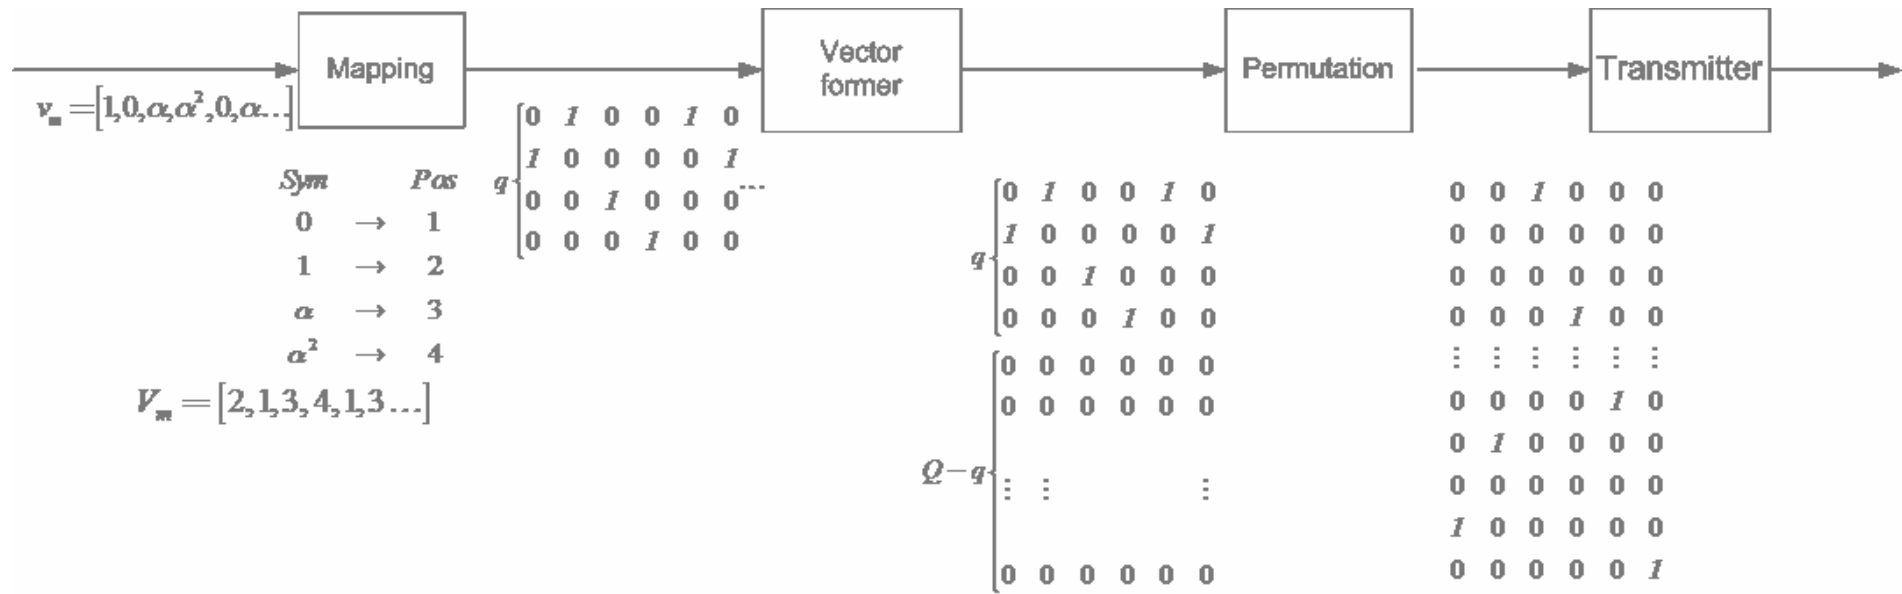 Mapping
Vector
former
Permutation
Transmitter
vₘ=[1,0,α,α²,0,α...]
Sym Pos
0 → 1
1 → 2
α → 3
α² → 4
Vₘ=[2,1,3,4,1,3...]
q
0 1 0 0 1 0
1 0 0 0 0 1
0 0 1 0 0 0 ...
0 0 0 1 0 0
q
0 1 0 0 1 0
1 0 0 0 0 1
0 0 1 0 0 0
0 0 0 1 0 0
Q-q
0 0 0 0 0 0
0 0 0 0 0 0
⋮ ⋮ ⋮
0 0 0 0 0 0
0 0 1 0 0 0
0 0 0 0 0 0
0 0 0 0 0 0
0 0 0 1 0 0
⋮ ⋮ ⋮ ⋮ ⋮ ⋮
0 0 0 0 1 0
0 1 0 0 0 0
0 0 0 0 0 0
1 0 0 0 0 0
0 0 0 0 0 1